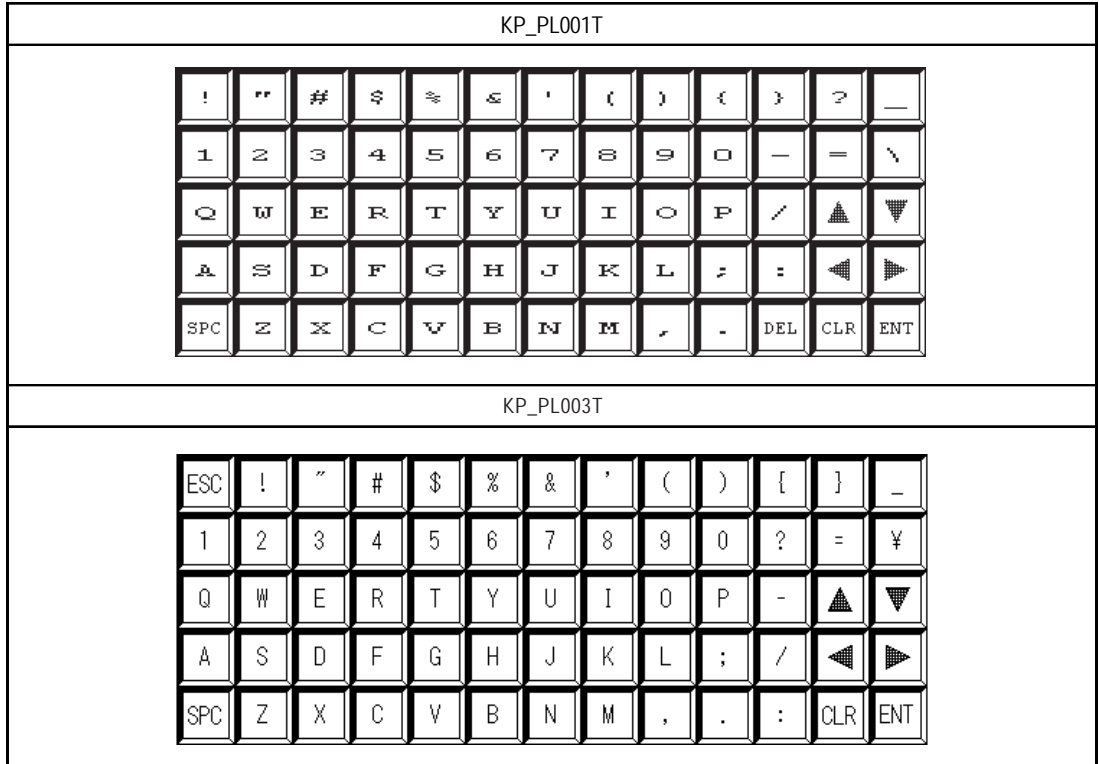 KP_PL001T
! " # $ % & ' ( ) { } ? _
1 2 3 4 5 6 7 8 9 0 - = \
Q W E R T Y U I O P / ▲ ▼
A S D F G H J K L ; : ◀ ▶
SPC Z X C V B N M , . DEL CLR ENT
KP_PL003T
ESC ! ″ # $ % & ’ ( ) [ } _
1 2 3 4 5 6 7 8 9 0 ? = ¥
Q W E R T Y U I O P - ▲ ▼
A S D F G H J K L ; / ◀ ▶
SPC Z X C V B N M , . : CLR ENT